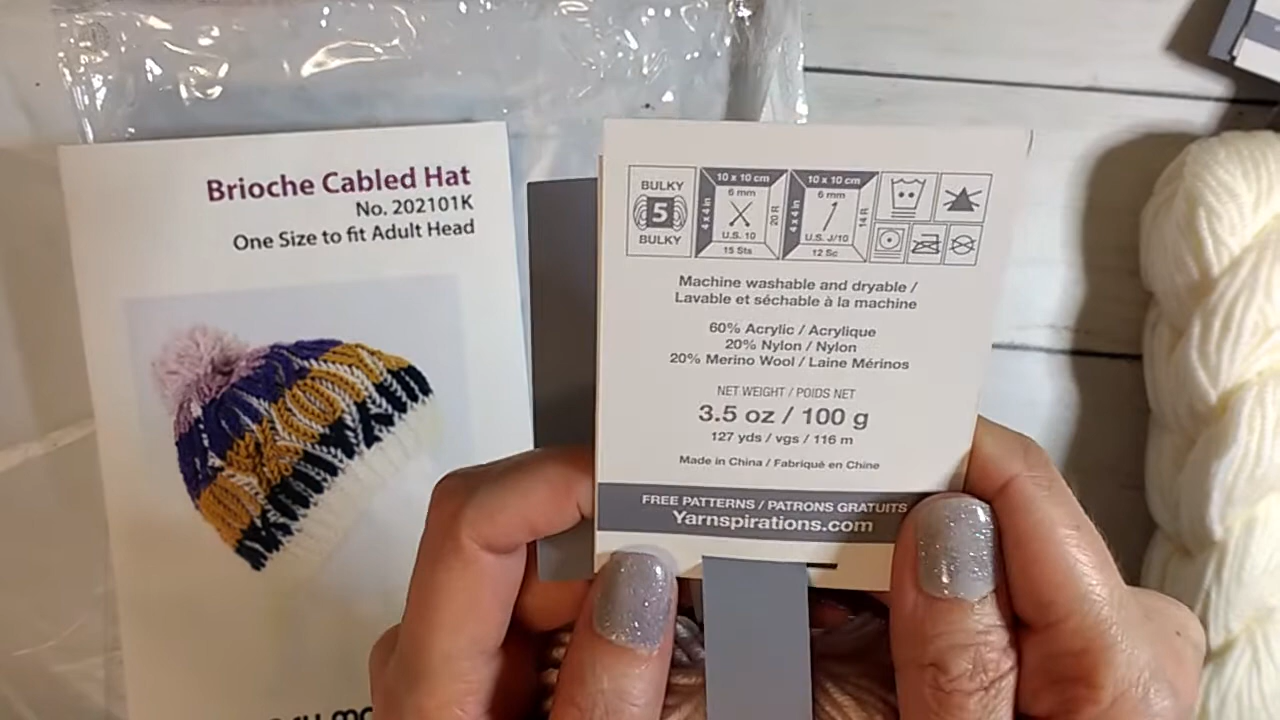 Brioche Cabled Hat
No. 202101K
One Size to fit Adult Head
BULKY
5
BULKY
10 x 10 cm
4 x 4 in
6 mm
20 R
U.S. 10
15 Sts
10 x 10 cm
4 x 4 in
6 mm
14 R
U.S. J/10
12 Sc
Machine washable and dryable /
Lavable et séchable à la machine
60% Acrylic / Acrylique
20% Nylon / Nylon
20% Merino Wool / Laine Mérinos
NET WEIGHT / POIDS NET
3.5 oz / 100 g
127 yds / vgs / 116 m
Made in China / Fabriqué en Chine
FREE PATTERNS / PATRONS GRATUITS
Yarnspirations.com